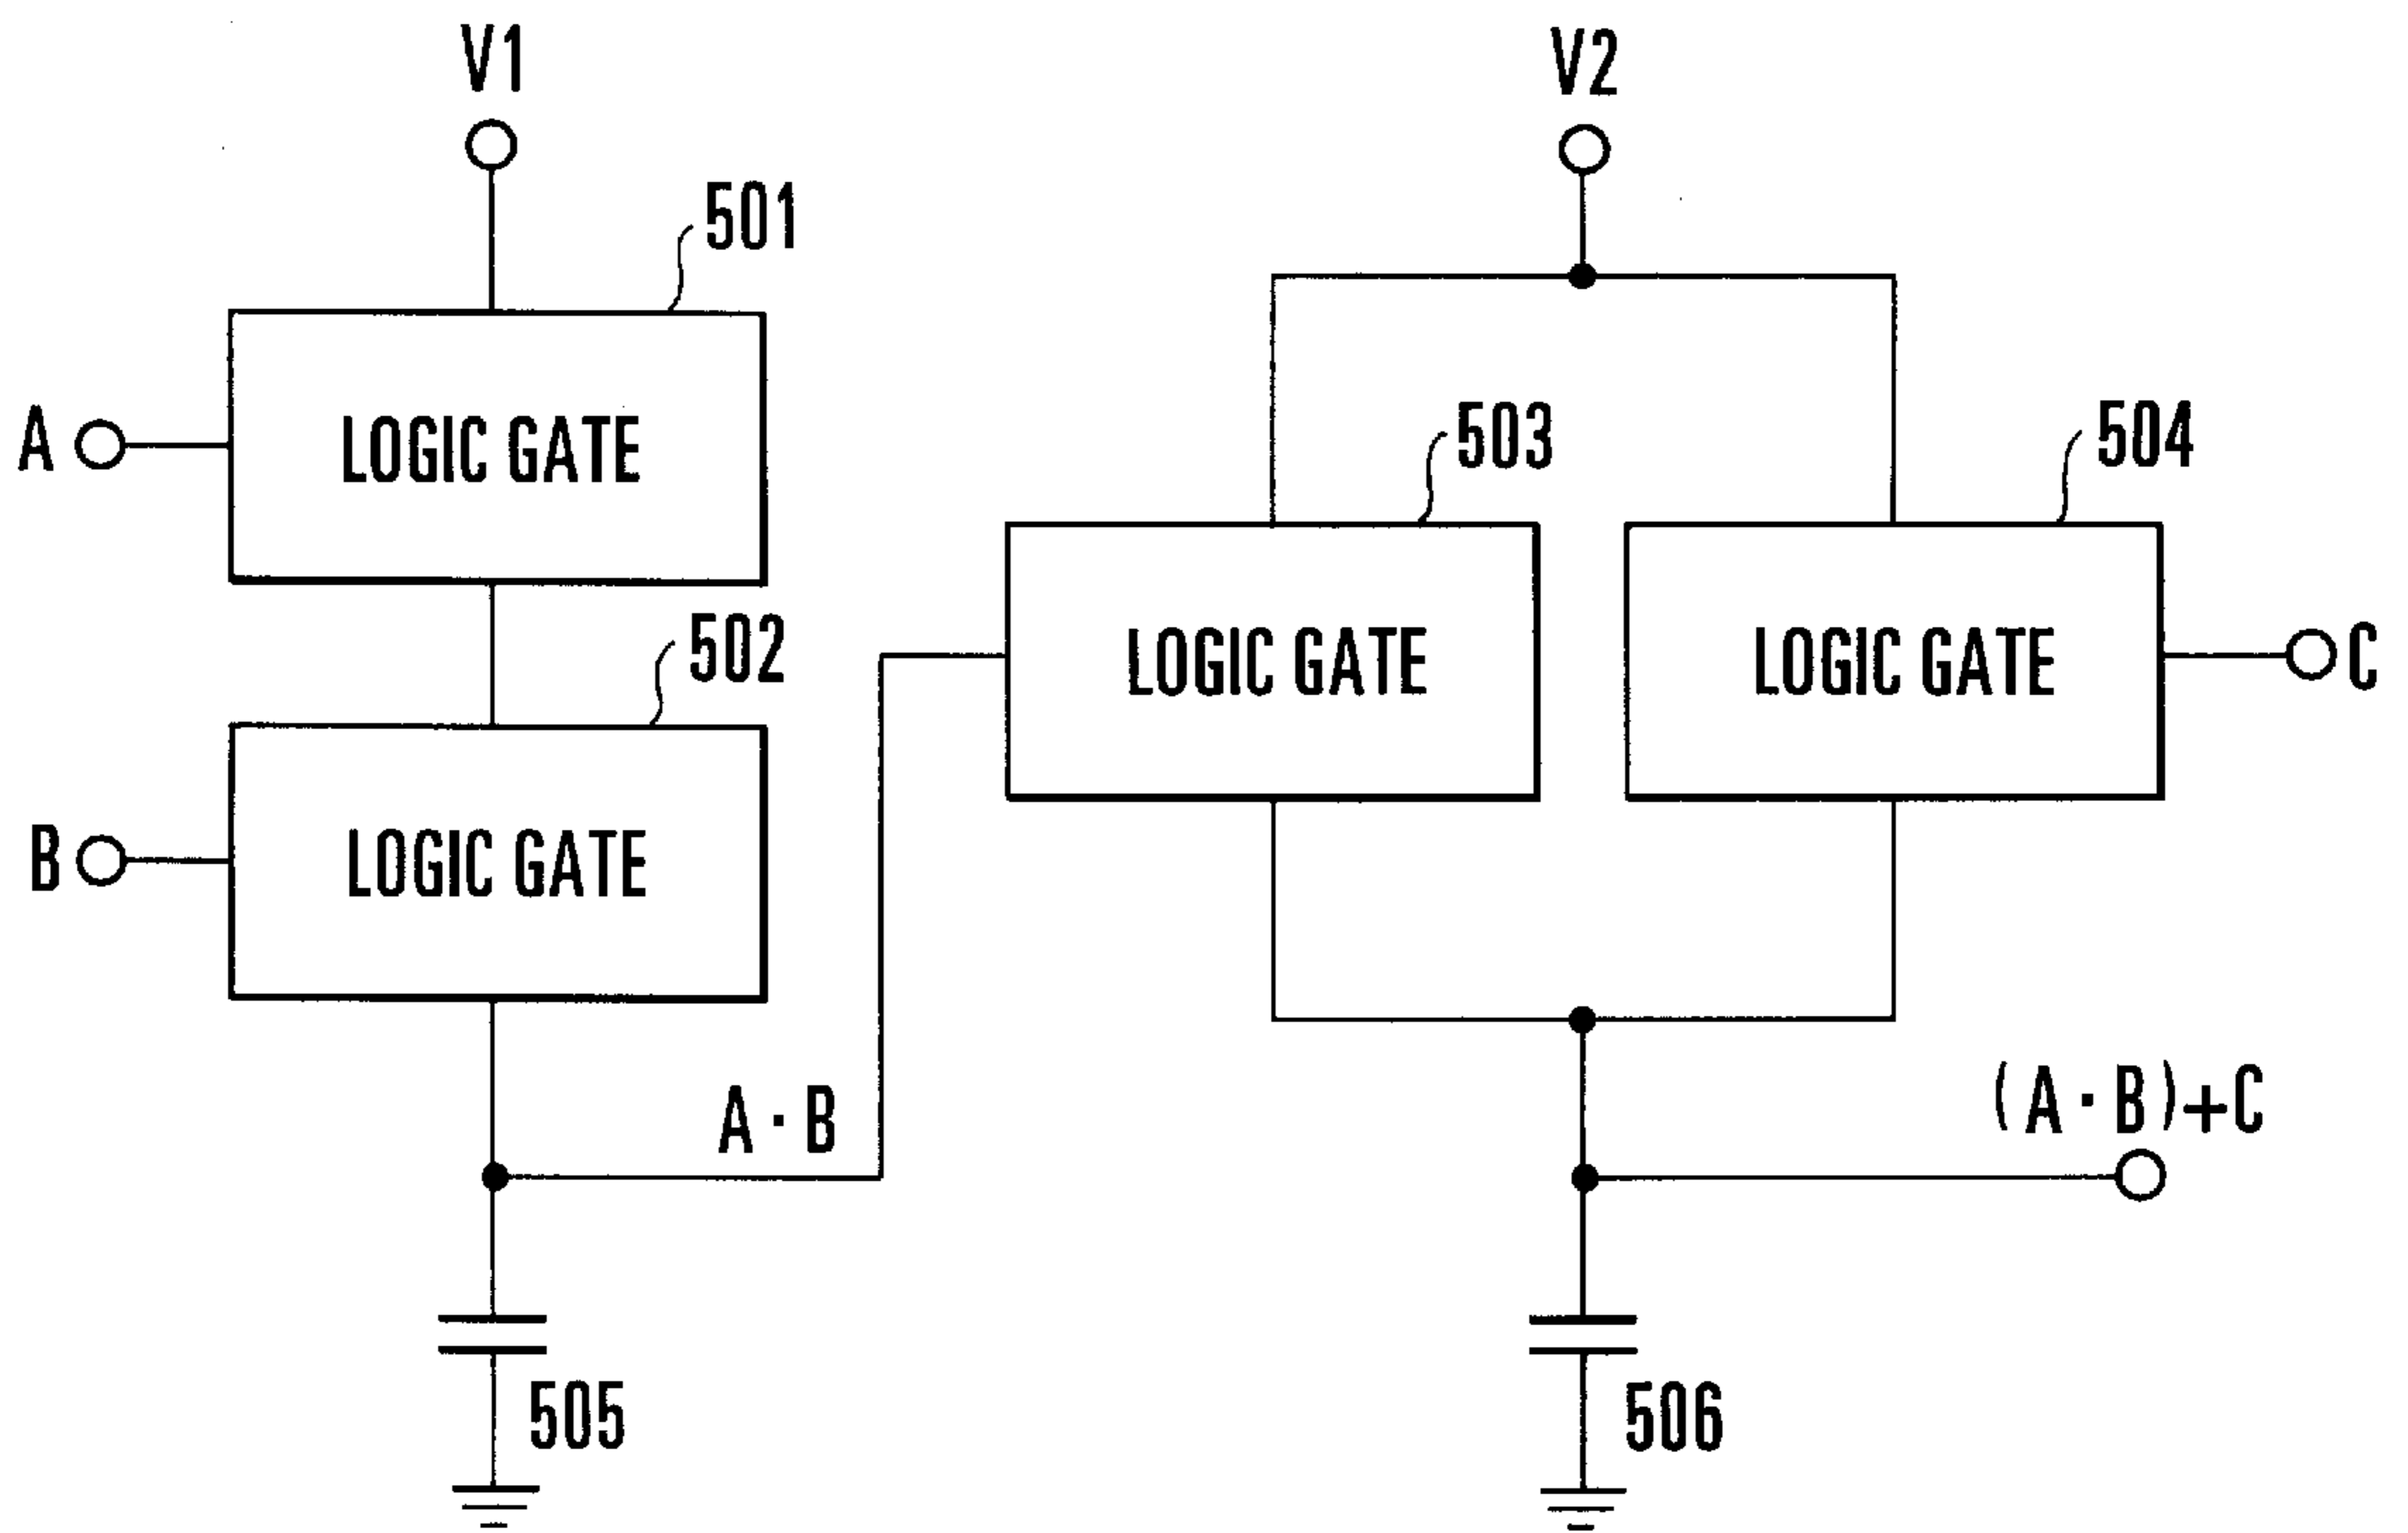 V1
V2
501
A
LOGIC GATE
503
504
502
LOGIC GATE
LOGIC GATE
C
B
LOGIC GATE
A · B
(A · B)+C
505
506